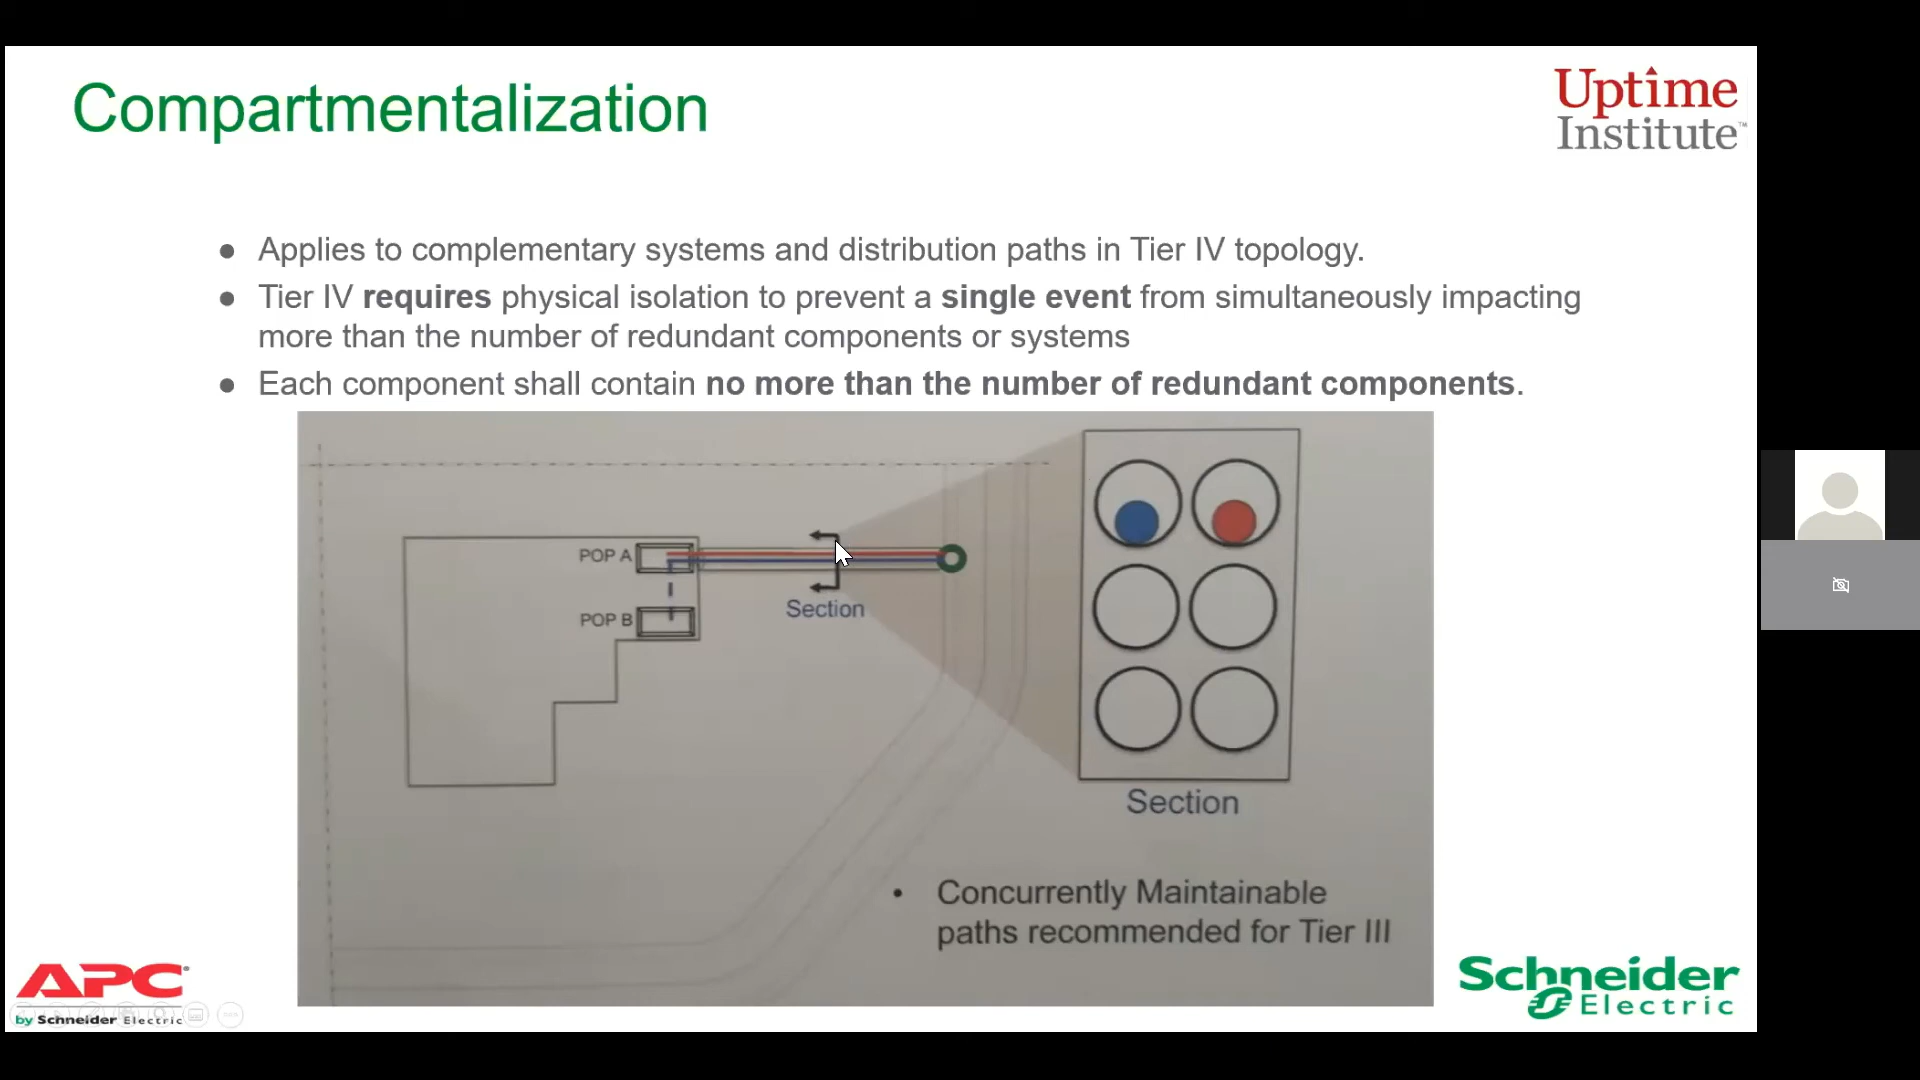 Compartmentalization
Uptime
Institute™
● Applies to complementary systems and distribution paths in Tier IV topology.
● Tier IV requires physical isolation to prevent a single event from simultaneously impacting
more than the number of redundant components or systems
● Each component shall contain no more than the number of redundant components.
POP A
POP B
Section
Section
• Concurrently Maintainable
paths recommended for Tier III
APC®
by Schneider Electric
Schneider
Electric